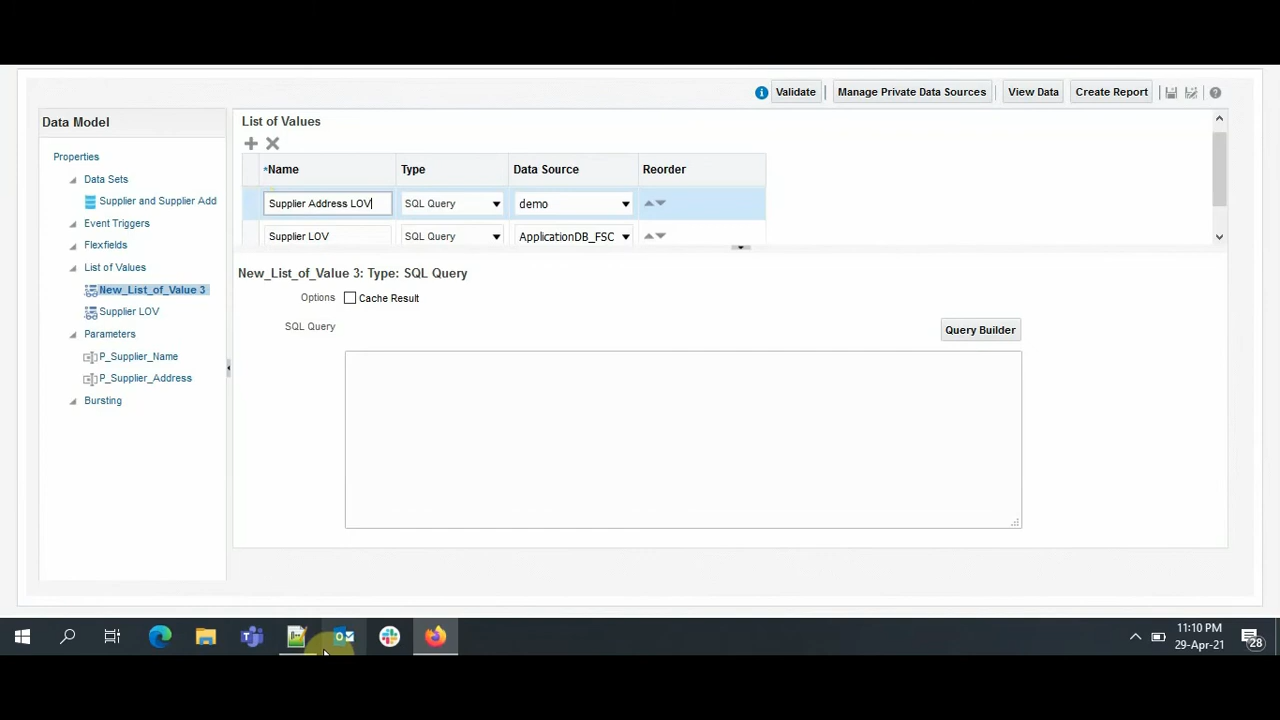 Validate
Manage Private Data Sources
View Data
Create Report
Data Model
Properties
Data Sets
Supplier and Supplier Add
Event Triggers
Flexfields
List of Values
New_List_of_Value 3
Supplier LOV
Parameters
P_Supplier_Name
P_Supplier_Address
Bursting
List of Values
*Name Type Data Source Reorder
Supplier Address LOV SQL Query demo
Supplier LOV SQL Query ApplicationDB_FSC
New_List_of_Value 3: Type: SQL Query
Options Cache Result
SQL Query
Query Builder
11:10 PM
29-Apr-21
28